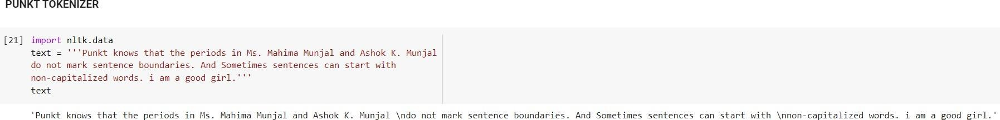 PUNKT TOKENIZER
[21] import nltk.data
text = '''Punkt knows that the periods in Ms. Mahima Munjal and Ashok K. Munjal
do not mark sentence boundaries. And Sometimes sentences can start with
non-capitalized words. i am a good girl.'''
text
'Punkt knows that the periods in Ms. Mahima Munjal and Ashok K. Munjal \ndo not mark sentence boundaries. And Sometimes sentences can start with \nnon-capitalized words. i am a good girl.'